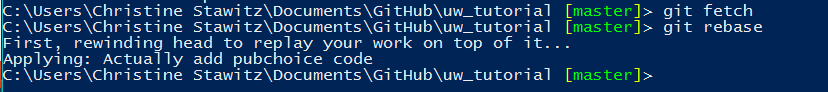 C:\Users\Christine Stawitz\Documents\GitHub\uw_tutorial [master]> git fetch
C:\Users\Christine Stawitz\Documents\GitHub\uw_tutorial [master]> git rebase
First, rewinding head to replay your work on top of it...
Applying: Actually add pubchoice code
C:\Users\Christine Stawitz\Documents\GitHub\uw_tutorial [master]>